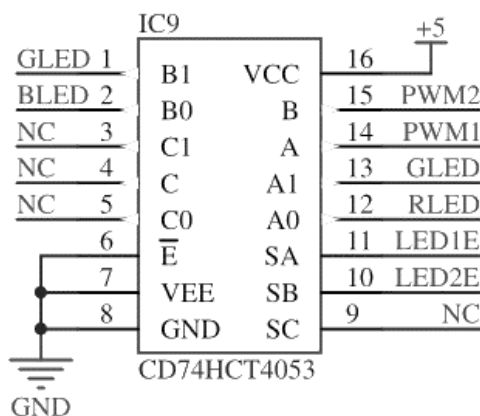 IC9
+5
GLED 1 B1 VCC 16
BLED 2 B0 B 15 PWM2
NC 3 C1 A 14 PWM1
NC 4 C A1 13 GLED
NC 5 C0 A0 12 RLED
6 E SA 11 LED1E
7 VEE SB 10 LED2E
8 GND SC 9 NC
CD74HCT4053
GND